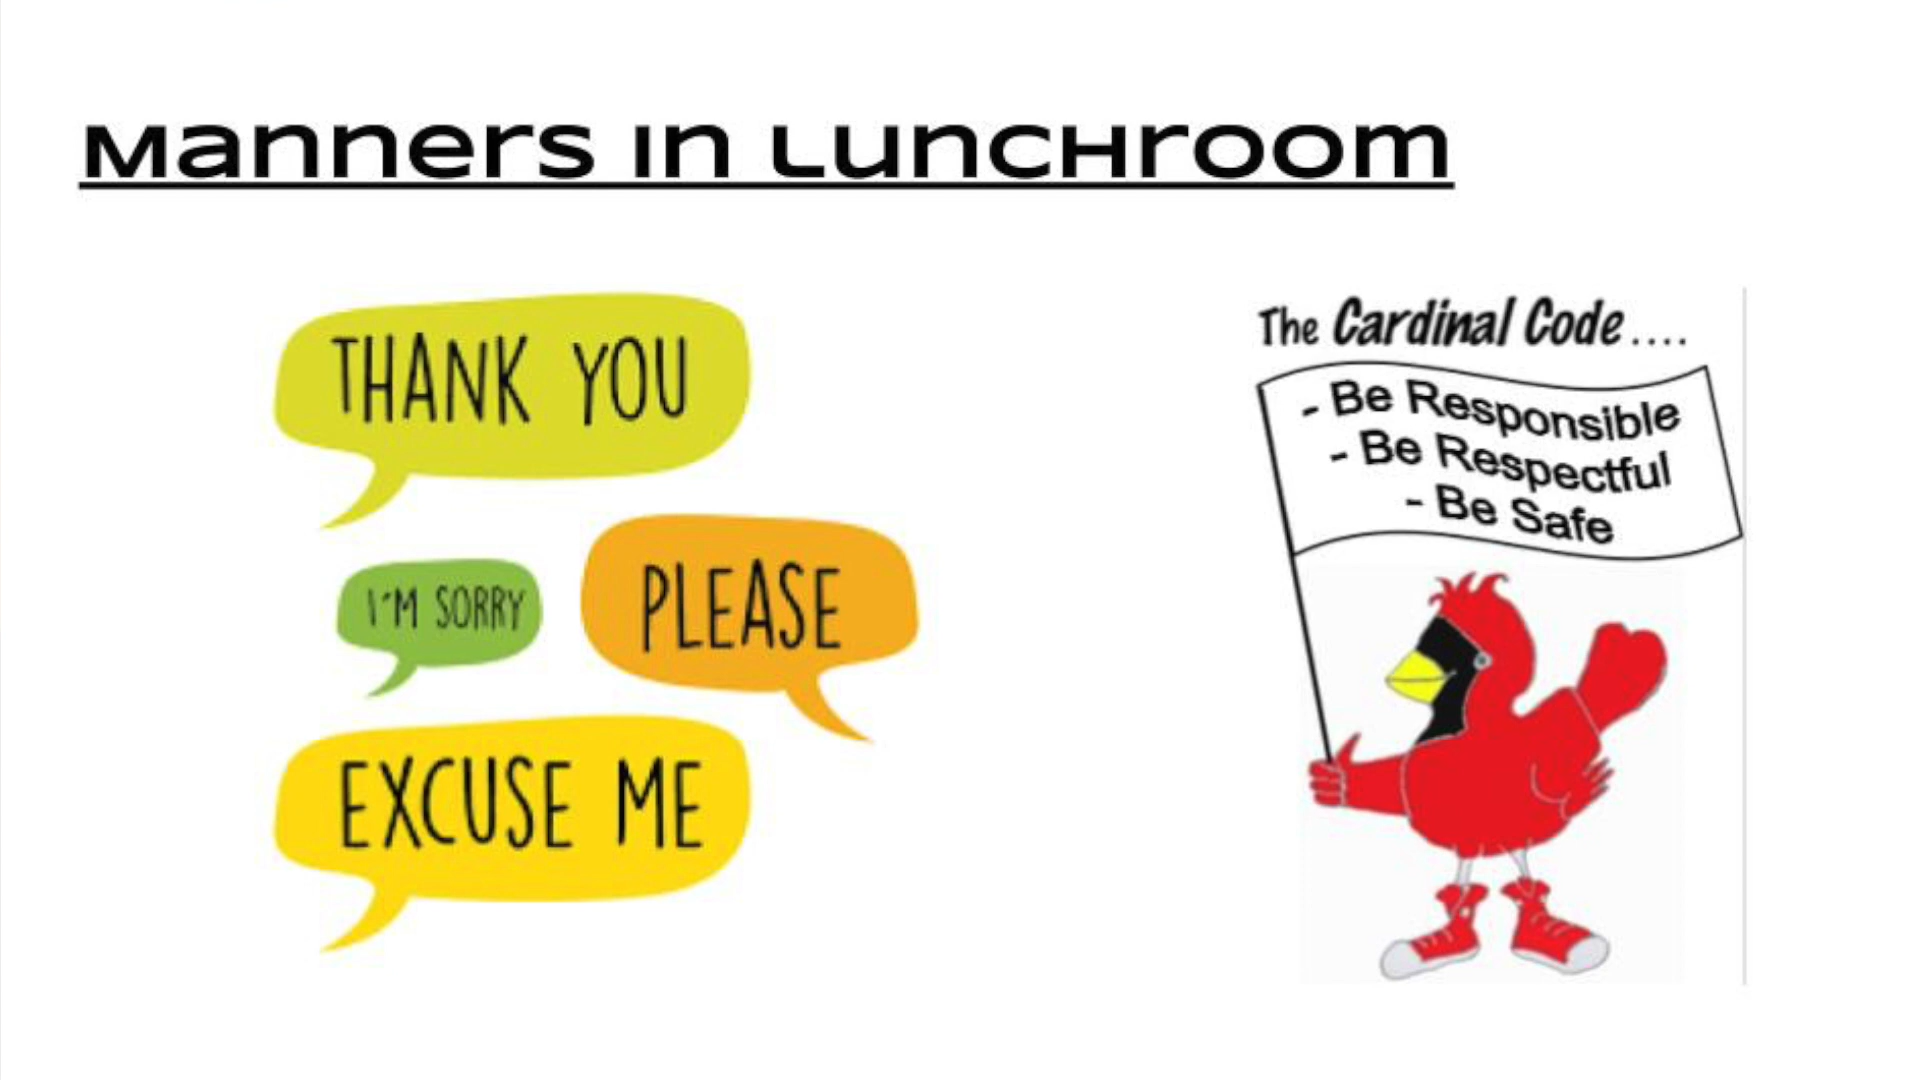 Manners in Lunchroom
THANK YOU
I'M SORRY
PLEASE
EXCUSE ME
The Cardinal Code....
- Be Responsible
- Be Respectful
- Be Safe